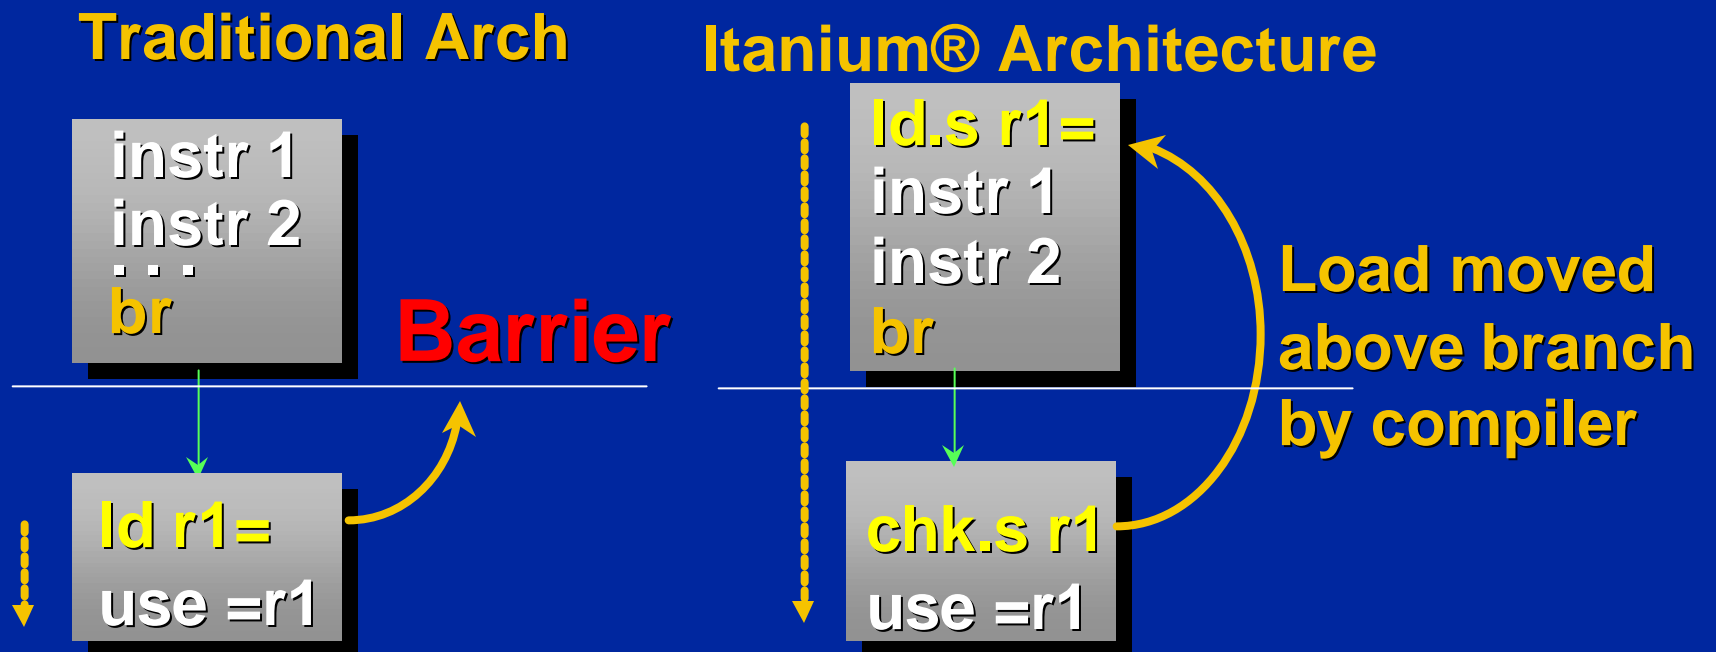 Traditional Arch
instr 1
instr 2
. . .
br
Barrier
ld r1=
use =r1
Itanium® Architecture
ld.s r1=
instr 1
instr 2
br
Load moved
above branch
by compiler
chk.s r1
use =r1